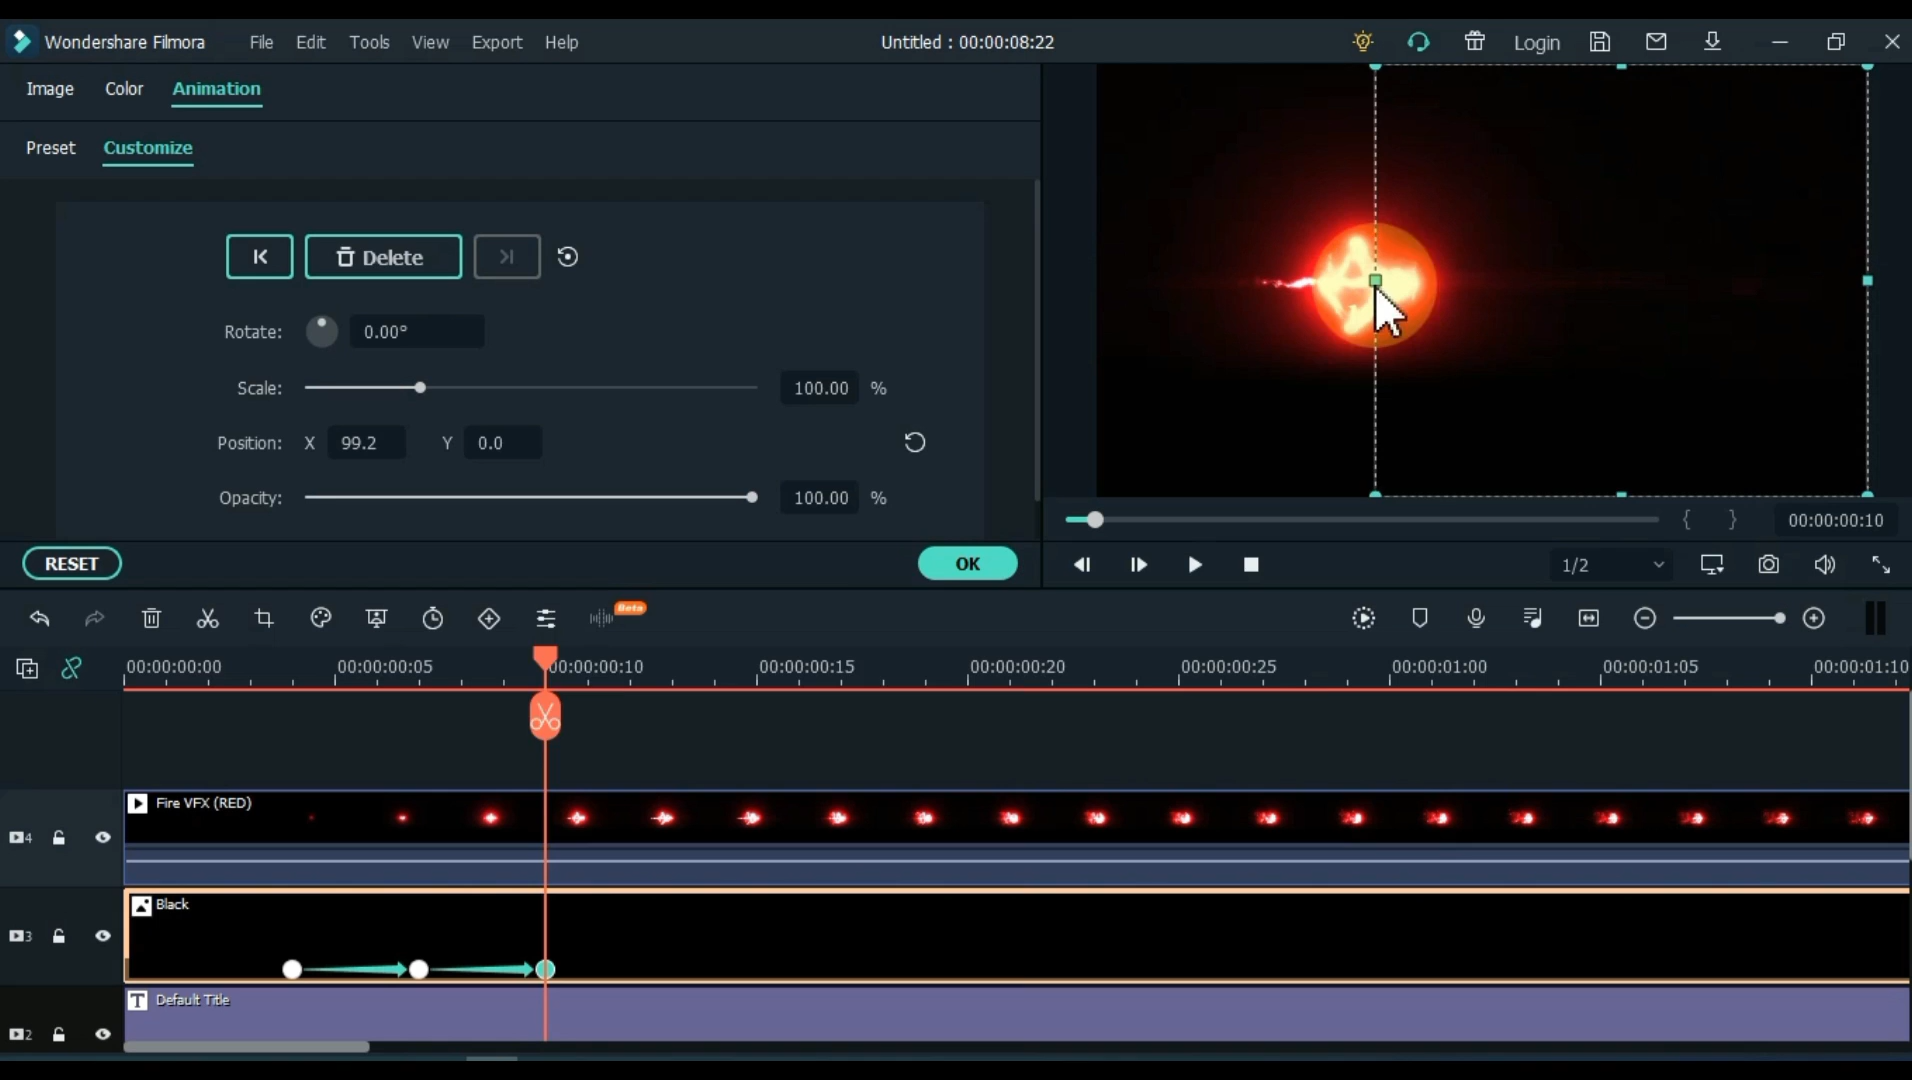 Wondershare Filmora File Edit Tools View Export Help Untitled : 00:00:08:22 Login
Image Color Animation
Preset Customize
Delete
Rotate: 0.00°
Scale: 100.00 %
Position: X 99.2 Y 0.0
Opacity: 100.00 %
{ } 00:00:00:10
RESET OK
1/2
Beta
00:00:00:00 00:00:00:05 00:00:00:10 00:00:00:15 00:00:00:20 00:00:00:25 00:00:01:00 00:00:01:05 00:00:01:10
Fire VFX (RED)
4
Black
3
T Default Title
2